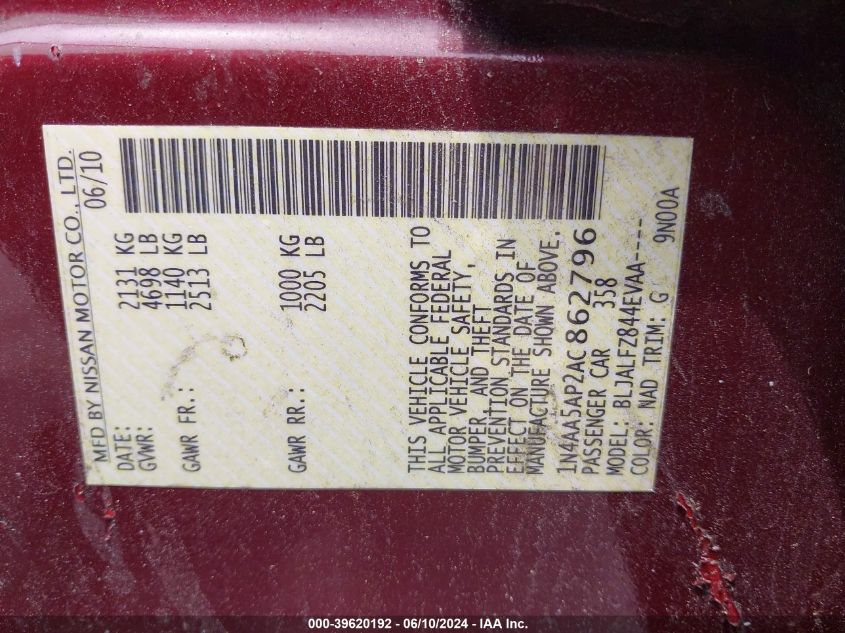 MFD BY NISSAN MOTOR CO., LTD.
DATE: 06/10
GVWR: 2131 KG
4698 LB
GAWR FR.: 1140 KG
2513 LB
GAWR RR.: 1000 KG
2205 LB
THIS VEHICLE CONFORMS TO
ALL APPLICABLE FEDERAL
MOTOR VEHICLE SAFETY,
BUMPER, AND THEFT
PREVENTION STANDARDS IN
EFFECT ON THE DATE OF
MANUFACTURE SHOWN ABOVE.
1N4AA5AP2AC862796
PASSENGER CAR 358
MODEL: BLJALFZ844EVAA----
COLOR: NAD TRIM: G 9N00A
000-39620192 - 06/10/2024 - IAA Inc.